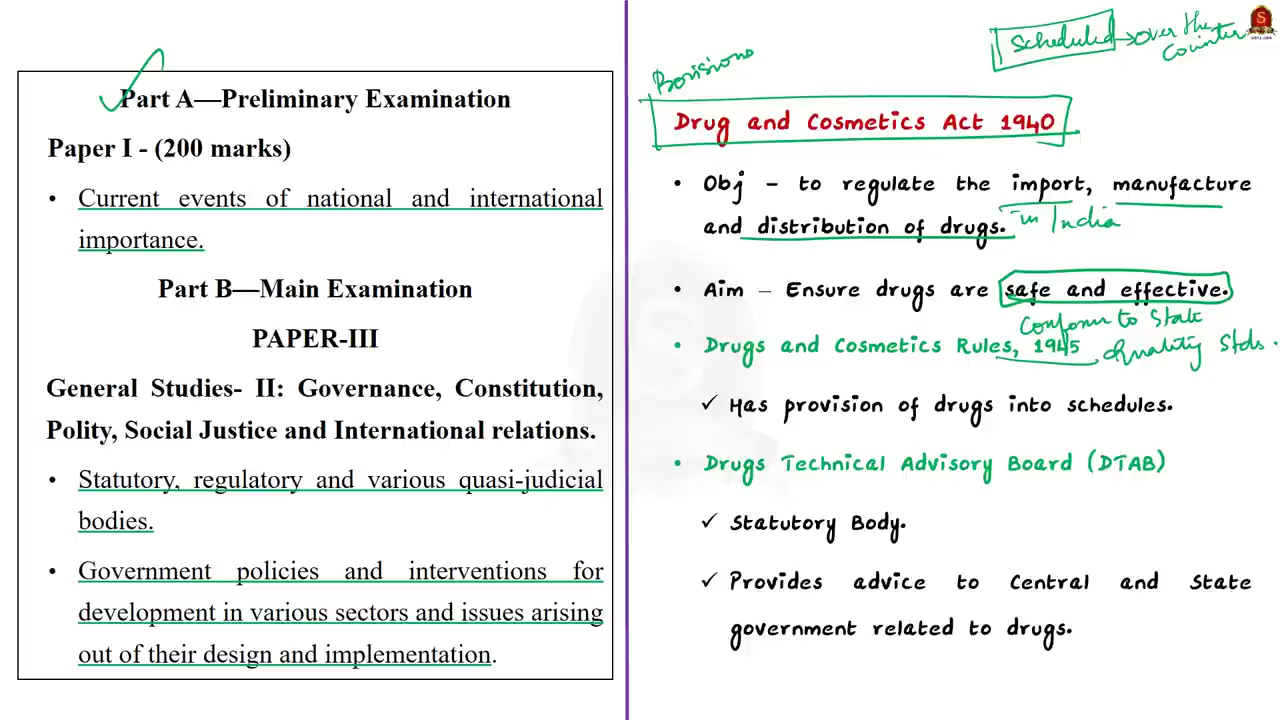 Part A—Preliminary Examination
Paper I - (200 marks)
• Current events of national and international
importance.
Part B—Main Examination
PAPER-III
General Studies- II: Governance, Constitution,
Polity, Social Justice and International relations.
• Statutory, regulatory and various quasi-judicial
bodies.
• Government policies and interventions for
development in various sectors and issues arising
out of their design and implementation.
Scheduled → over the
Counter.
Provisions
Drug and Cosmetics Act 1940
• Obj - to regulate the import, manufacture
and distribution of drugs. in India
• Aim – Ensure drugs are safe and effective.
Conform to State
Quality Stds.
• Drugs and Cosmetics Rules, 1945
✓ Has provision of drugs into schedules.
• Drugs Technical Advisory Board (DTAB)
✓ Statutory Body.
✓ Provides advice to Central and State
government related to drugs.